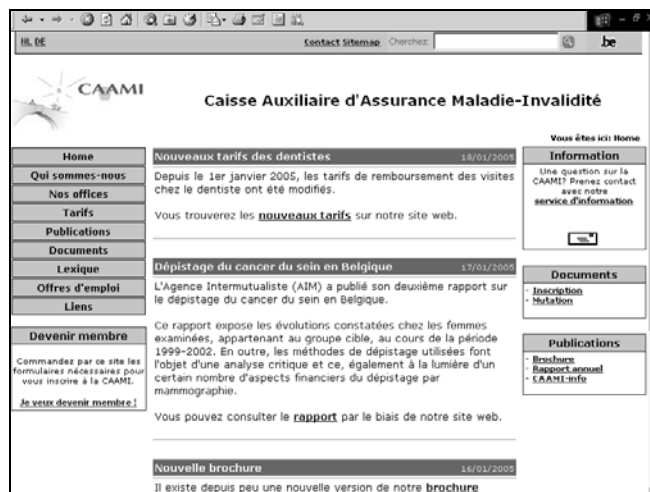 NL DE
Contact Sitemap Cherchez:
.be
CAAMI
Caisse Auxiliaire d'Assurance Maladie-Invalidité
Vous êtes ici: Home
Home
Qui sommes-nous
Nos offices
Tarifs
Publications
Documents
Lexique
Offres d'emploi
Liens
Devenir membre
Commandez par ce site les
formulaires nécessaires pour
vous inscrire à la CAAMI.
Je veux devenir membre !
Nouveaux tarifs des dentistes 18/01/2005
Depuis le 1er janvier 2005, les tarifs de remboursement des visites
chez le dentiste ont été modifiés.
Vous trouverez les nouveaux tarifs sur notre site web.
Dépistage du cancer du sein en Belgique 17/01/2005
L'Agence Intermutualiste (AIM) a publié son deuxième rapport sur
le dépistage du cancer du sein en Belgique.
Ce rapport expose les évolutions constatées chez les femmes
examinées, appartenant au groupe cible, au cours de la période
1999-2002. En outre, les méthodes de dépistage utilisées font
l'objet d'une analyse critique et ce, également à la lumière d'un
certain nombre d'aspects financiers du dépistage par
mammographie.
Vous pouvez consulter le rapport par le biais de notre site web.
Nouvelle brochure 16/01/2005
Il existe depuis peu une nouvelle version de notre brochure
Information
Une question sur la
CAAMI? Prenez contact
avec notre
service d'information
Documents
- Inscription
- Mutation
Publications
- Brochure
- Rapport annuel
- CAAMI-info